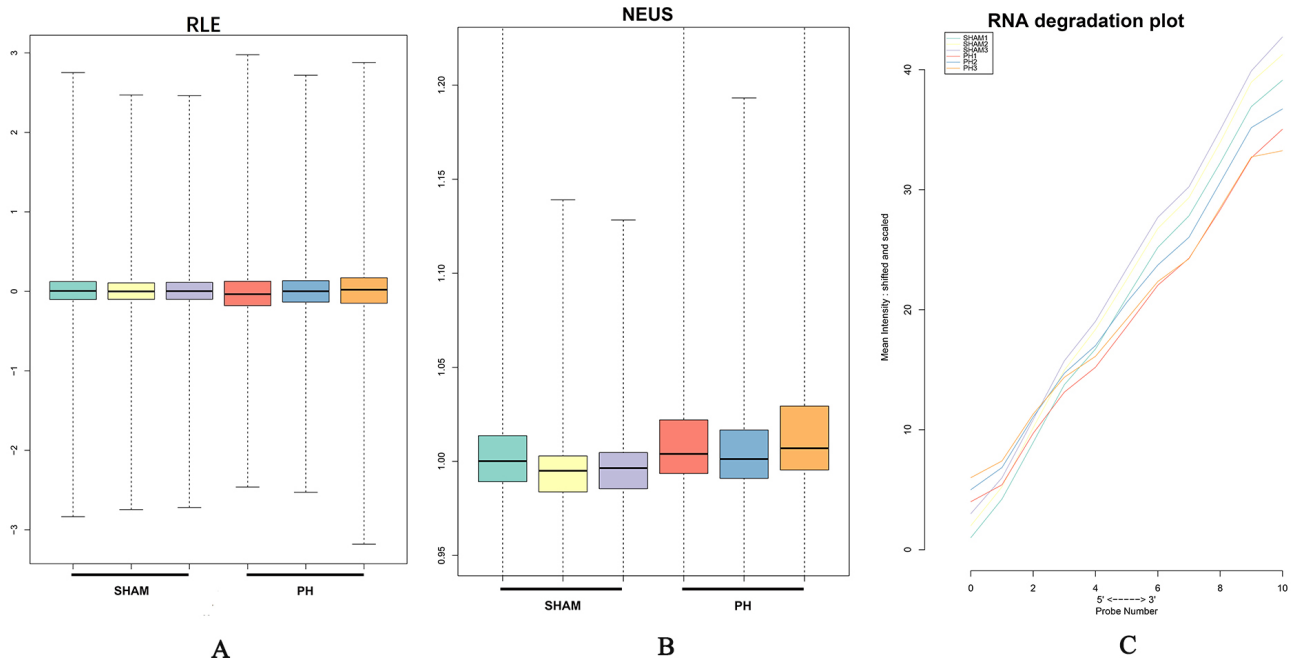 RLE
3
2
1
0
−1
−2
−3
SHAM PH
A
NEUS
1.20
1.15
1.10
1.05
1.00
0.95
SHAM PH
B
RNA degradation plot
SHAM1
SHAM2
SHAM3
PH1
PH2
PH3
Mean Intensity : shifted and scaled
40
30
20
10
0
0 2 4 6 8 10
5' <-----> 3'
Probe Number
C